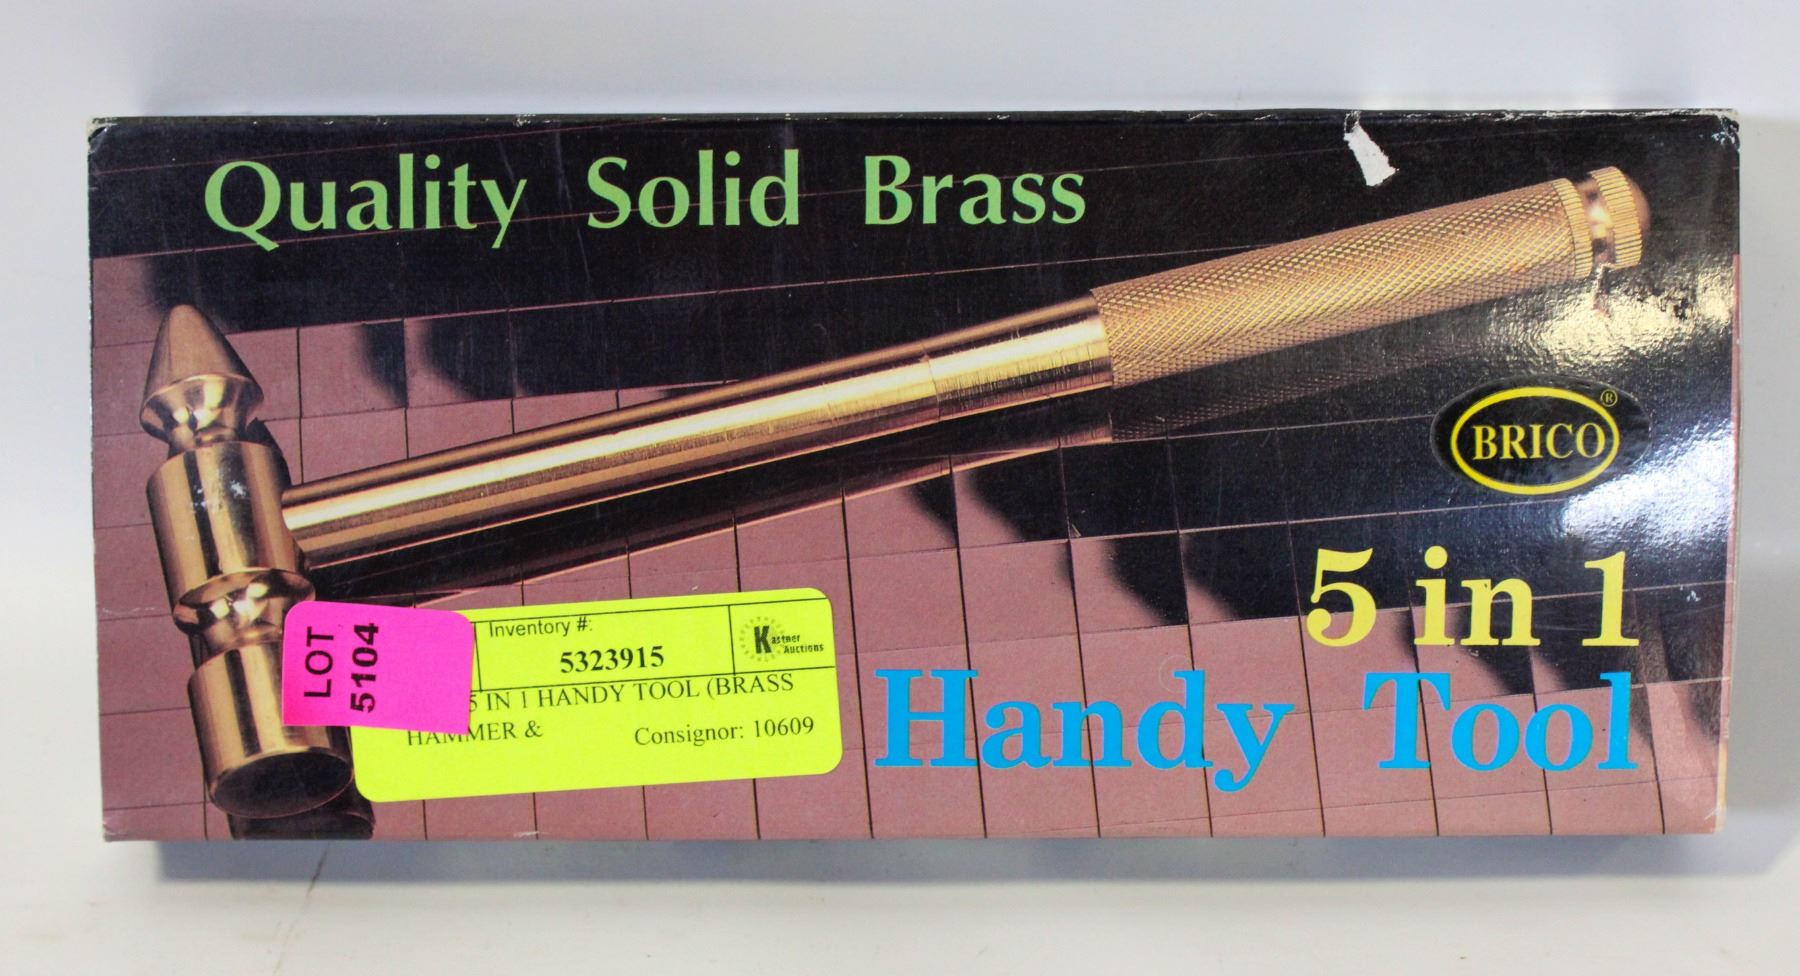 Quality Solid Brass
BRICO®
5 in 1
Handy Tool
LOT
5104
Inventory #:
5323915
Kastner
Auctions
5 IN 1 HANDY TOOL (BRASS
HAMMER &
Consignor: 10609